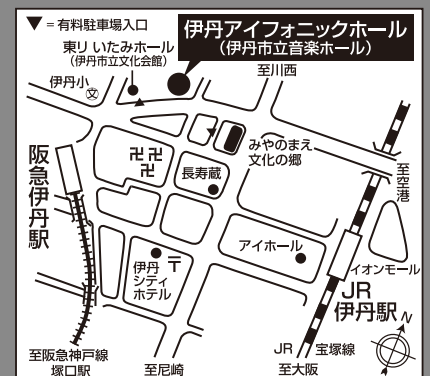 ▼＝有料駐車場入口
伊丹アイフォニックホール
（伊丹市立音楽ホール）
東リ いたみホール
（伊丹市立文化会館）
至川西
伊丹小
文
みやのまえ
文化の郷
卍卍
卍
長寿蔵
阪急伊丹駅
至空港
アイホール
伊丹
シティ
ホテル
〒
イオンモール
JR
伊丹駅
N
至阪急神戸線
塚口駅
至尼崎
JR 宝塚線
至大阪